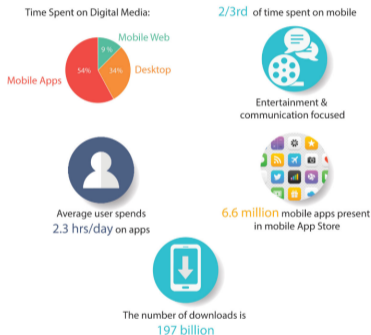 Time Spent on Digital Media:
Mobile Web
9 %
54%
34%
Mobile Apps
Desktop
2/3rd of time spent on mobile
Entertainment &
communication focused
Average user spends
2.3 hrs/day on apps
6.6 million mobile apps present
in mobile App Store
The number of downloads is
197 billion